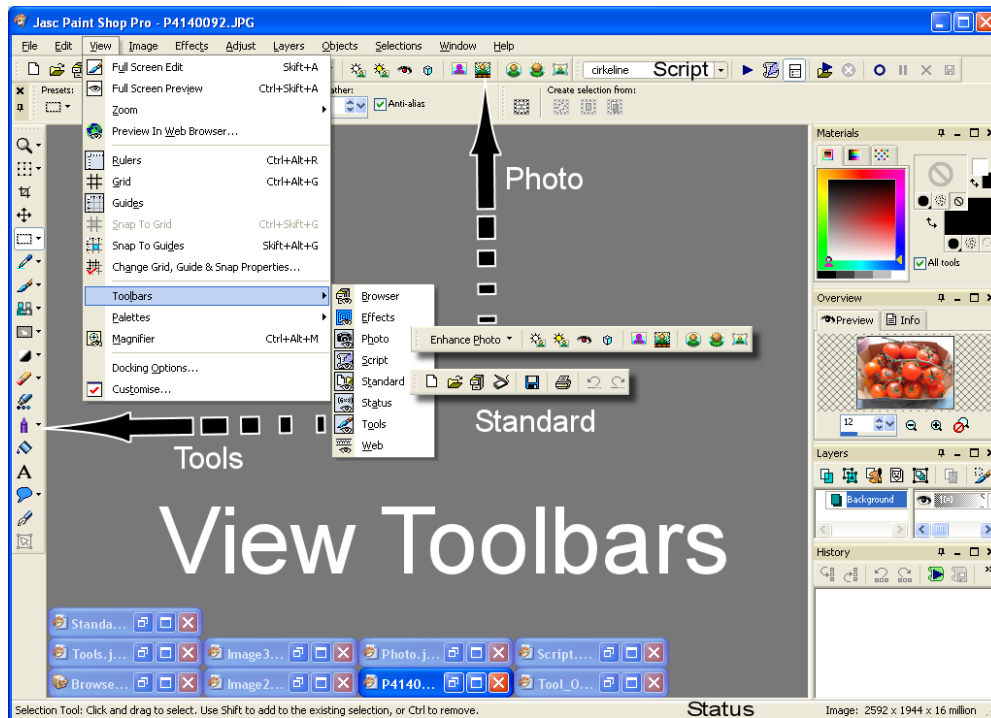 Jasc Paint Shop Pro - P4140092.JPG
File Edit View Image Effects Adjust Layers Objects Selections Window Help
cirkeline Script
Presets:
Anti-alias
Create selection from:
Full Screen Edit Skift+A
Full Screen Preview Ctrl+Skift+A
Zoom
Preview In Web Browser...
Rulers Ctrl+Alt+R
Grid Ctrl+Alt+G
Guides
Snap To Grid Ctrl+Skift+G
Snap To Guides Skift+Alt+G
Change Grid, Guide & Snap Properties...
Toolbars
Palettes
Magnifier Ctrl+Alt+M
Docking Options...
Customise...
Browser
Effects
Photo
Script
Standard
Status
Tools
Web
Photo
Enhance Photo
Standard
Tools
View Toolbars
Materials
All tools
Overview
Preview Info
12
Layers
Background
History
Standa...
Tools.j... Image3... Photo.j... Script....
Browse... Image2... P4140... Tool_O...
Selection Tool: Click and drag to select. Use Shift to add to the existing selection, or Ctrl to remove. Status Image: 2592 x 1944 x 16 million